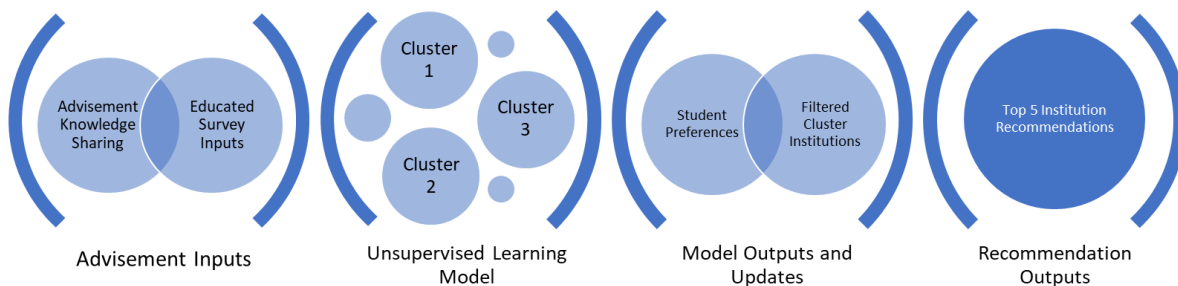 Advisement
Knowledge
Sharing
Educated
Survey
Inputs
Advisement Inputs
Cluster
1
Cluster
3
Cluster
2
Unsupervised Learning
Model
Student
Preferences
Filtered
Cluster
Institutions
Model Outputs and
Updates
Top 5 Institution
Recommendations
Recommendation
Outputs